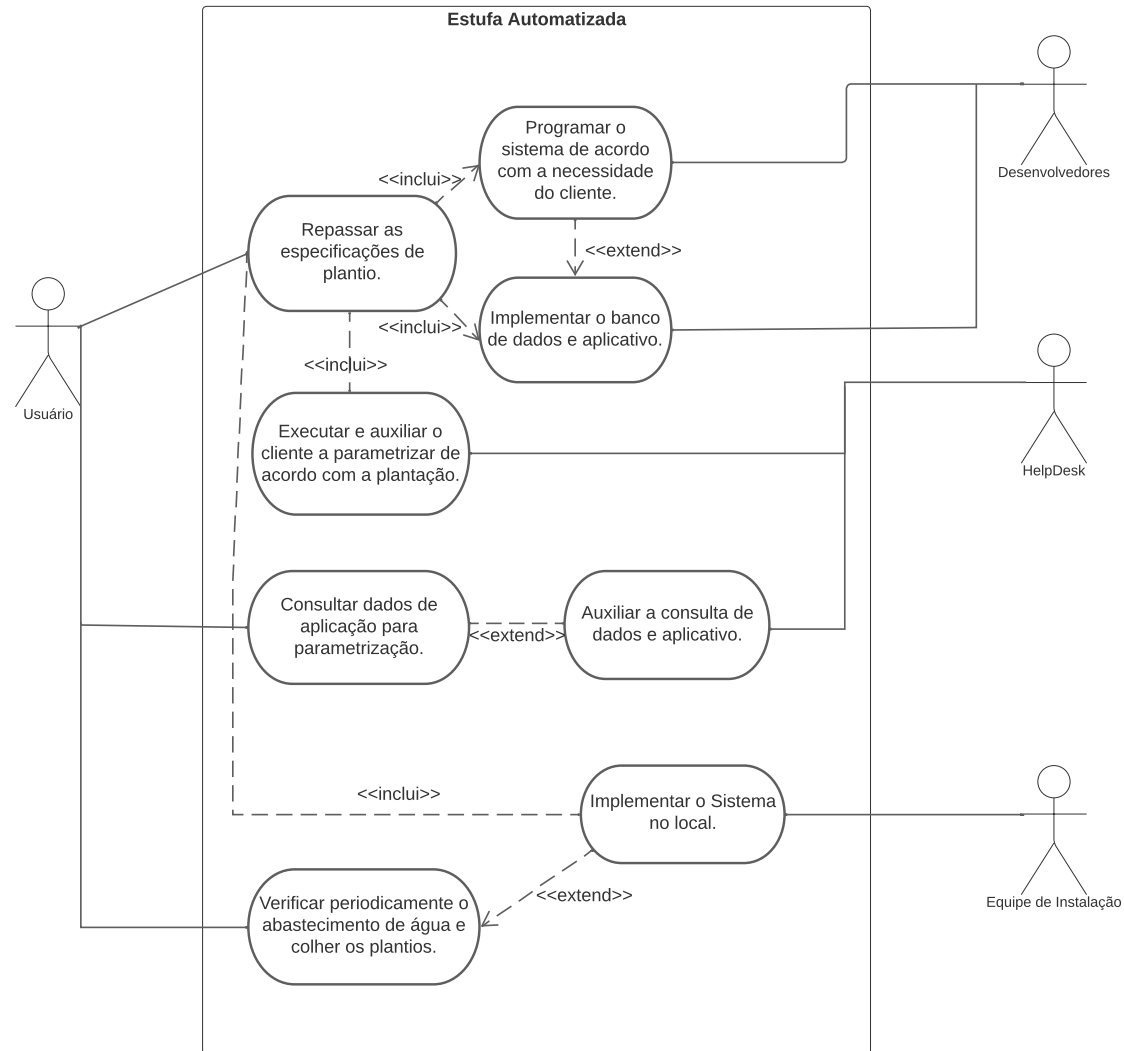 Estufa Automatizada
Programar o
sistema de acordo
com a necessidade
do cliente.
Desenvolvedores
<<inclui>>
Repassar as
especificações de
plantio.
<<extend>>
Implementar o banco
de dados e aplicativo.
<<inclui>>
<<inclui>>
Usuário
Executar e auxiliar o
cliente a parametrizar de
acordo com a plantação.
HelpDesk
Consultar dados de
aplicação para
parametrização.
<<extend>>
Auxiliar a consulta de
dados e aplicativo.
<<inclui>>
Implementar o Sistema
no local.
Equipe de Instalação
<<extend>>
Verificar periodicamente o
abastecimento de água e
colher os plantios.